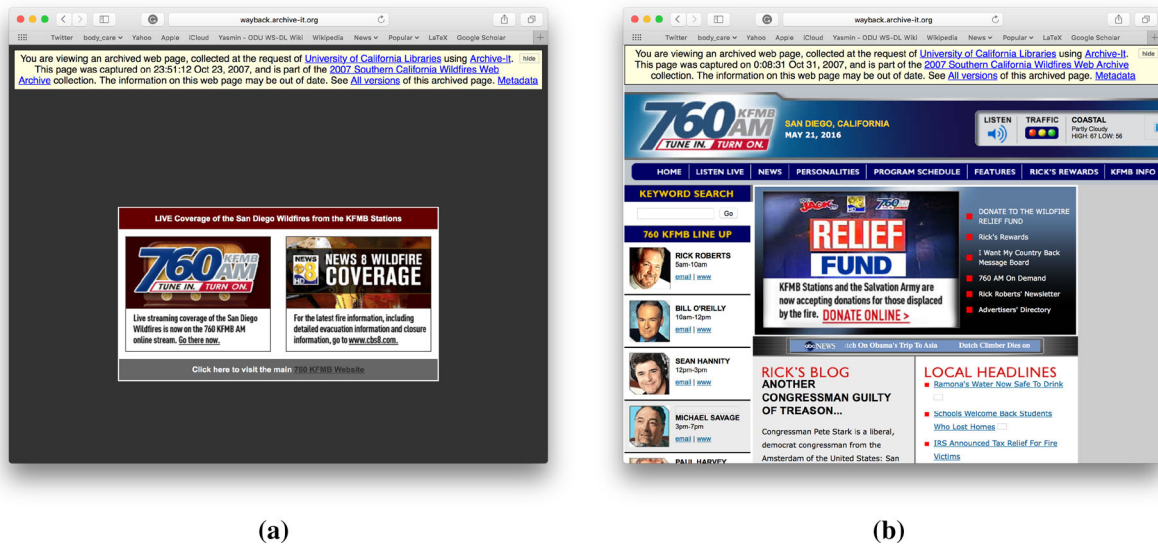 wayback.archive-it.org
Twitter body_care Yahoo Apple iCloud Yasmin - ODU WS-DL Wiki Wikipedia News Popular LaTeX Google Scholar
You are viewing an archived web page, collected at the request of University of California Libraries using Archive-It. hide
This page was captured on 23:51:12 Oct 23, 2007, and is part of the 2007 Southern California Wildfires Web
Archive collection. The information on this web page may be out of date. See All versions of this archived page. Metadata
LIVE Coverage of the San Diego Wildfires from the KFMB Stations
760 KFMB AM
TUNE IN. TURN ON.
Live streaming coverage of the San Diego
Wildfires is now on the 760 KFMB AM
online stream. Go there now.
NEWS 8 HD NEWS 8 WILDFIRE
COVERAGE
For the latest fire information, including
detailed evacuation information and closure
information, go to www.cbs8.com.
Click here to visit the main 760 KFMB Website
(a)
wayback.archive-it.org
Twitter body_care Yahoo Apple iCloud Yasmin - ODU WS-DL Wiki Wikipedia News Popular LaTeX Google Scholar
You are viewing an archived web page, collected at the request of University of California Libraries using Archive-It. hide
This page was captured on 0:08:31 Oct 31, 2007, and is part of the 2007 Southern California Wildfires Web Archive
collection. The information on this web page may be out of date. See All versions of this archived page. Metadata
760 KFMB AM
TUNE IN. TURN ON.
SAN DIEGO, CALIFORNIA
MAY 21, 2016
LISTEN TRAFFIC COASTAL
Partly Cloudy
HIGH: 67 LOW: 56
HOME LISTEN LIVE NEWS PERSONALITIES PROGRAM SCHEDULE FEATURES RICK'S REWARDS KFMB INFO
KEYWORD SEARCH
Go
760 KFMB LINE UP
RICK ROBERTS
5am-10am
email | www
BILL O'REILLY
10am-12pm
email | www
SEAN HANNITY
12pm-3pm
email | www
MICHAEL SAVAGE
3pm-7pm
email | www
PAUL HARVEY
JACK 8 760
RELIEF
FUND
KFMB Stations and the Salvation Army are
now accepting donations for those displaced
by the fire. DONATE ONLINE >
DONATE TO THE WILDFIRE
RELIEF FUND
Rick's Rewards
I Want My Country Back
Message Board
760 AM On Demand
Rick Roberts' Newsletter
Advertisers' Directory
abc NEWS :tch On Obama's Trip To Asia Dutch Climber Dies on
RICK'S BLOG
ANOTHER
CONGRESSMAN GUILTY
OF TREASON...
Congressman Pete Stark is a liberal,
democrat congressman from the
Amsterdam of the United States: San
LOCAL HEADLINES
Ramona's Water Now Safe To Drink
Schools Welcome Back Students
Who Lost Homes
IRS Announced Tax Relief For Fire
Victims
(b)